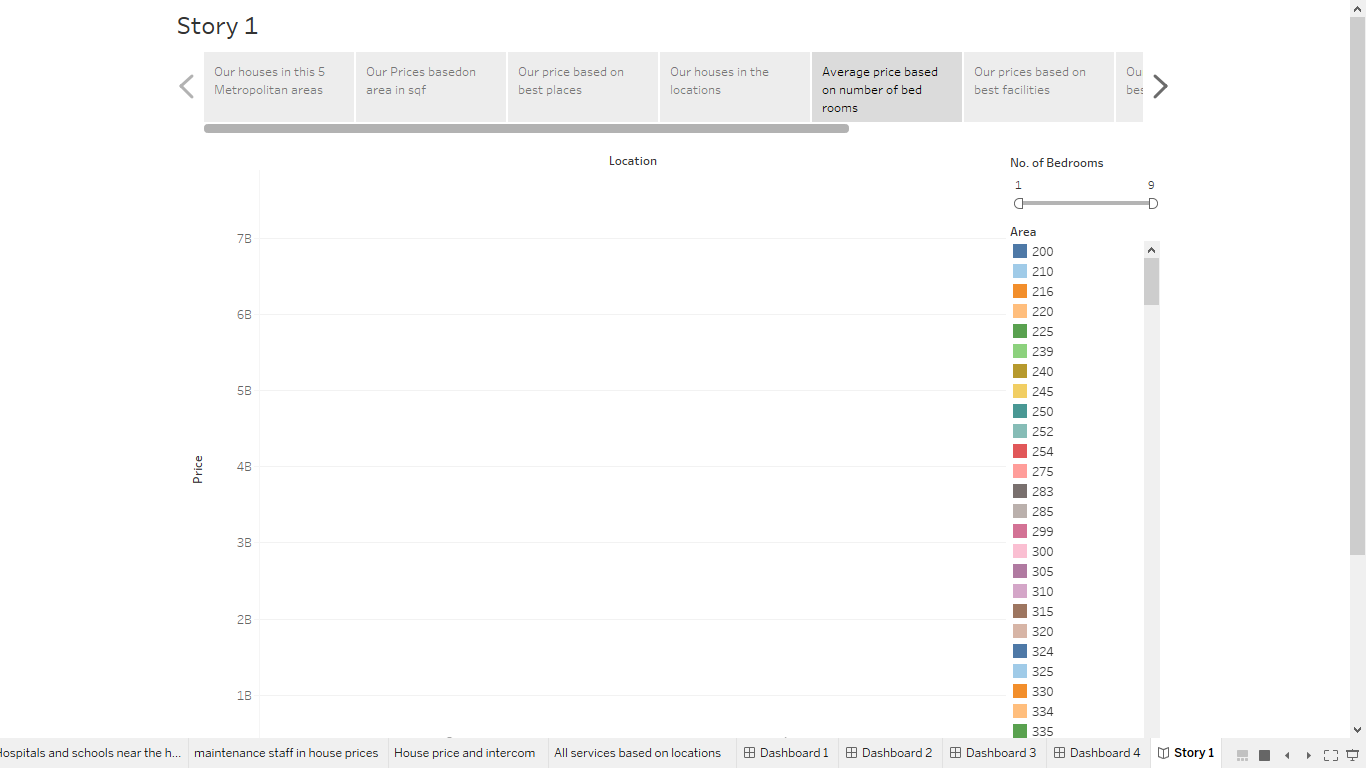 Story 1
Our houses in this 5
Metropolitan areas
Our Prices basedon
area in sqf
Our price based on
best places
Our houses in the
locations
Average price based
on number of bed
rooms
Our prices based on
best facilities
Ou
bes
Location
No. of Bedrooms
1 9
Area
200
210
216
220
225
239
240
245
250
252
254
275
283
285
299
300
305
310
315
320
324
325
330
334
335
Price
7B
6B
5B
4B
3B
2B
1B
Hospitals and schools near the h...
maintenance staff in house prices
House price and intercom
All services based on locations
Dashboard 1
Dashboard 2
Dashboard 3
Dashboard 4
Story 1